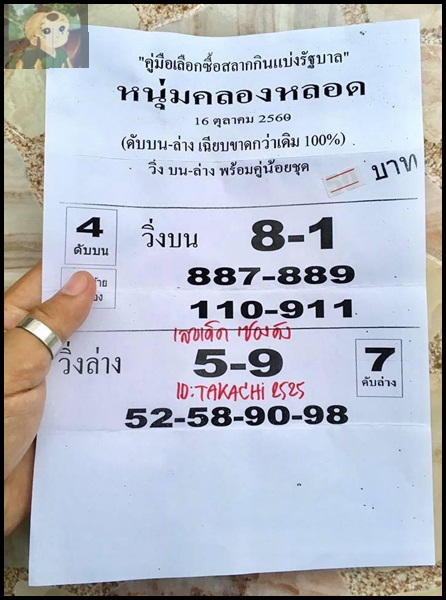 "คู่มือเลือกซื้อสลากกินแบ่งรัฐบาล"
หนุ่มคลองหลอด
16 ตุลาคม 2560
(ดับบน-ล่าง เฉียบขาดกว่าเดิม 100%)
วิ่ง บน-ล่าง พร้อมคู่น้อยชุด
บาท
4
ดับบน
วิ่งบน 8-1
887-889
110-911
เลขเด็ด เซ่องดัง
วิ่งล่าง 5-9
7
ดับล่าง
ID:TAKACHi 2525
52-58-90-98